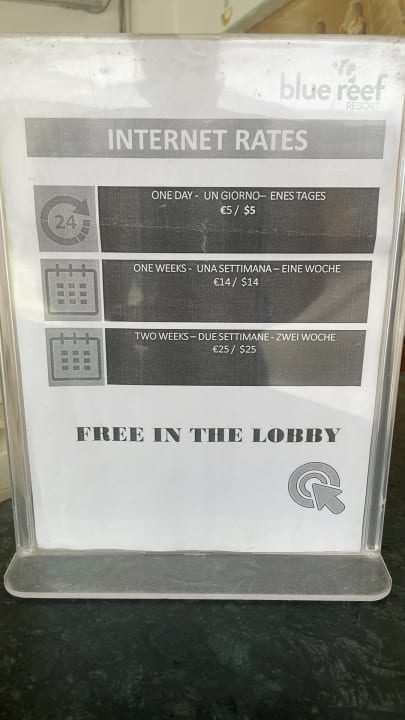 blue reef
RESORT
INTERNET RATES
24
ONE DAY - UN GIORNO– ENES TAGES
€5 / $5
ONE WEEKS - UNA SETTIMANA – EINE WOCHE
€14 / $14
TWO WEEKS – DUE SETTIMANE - ZWEI WOCHE
€25 / $25
FREE IN THE LOBBY